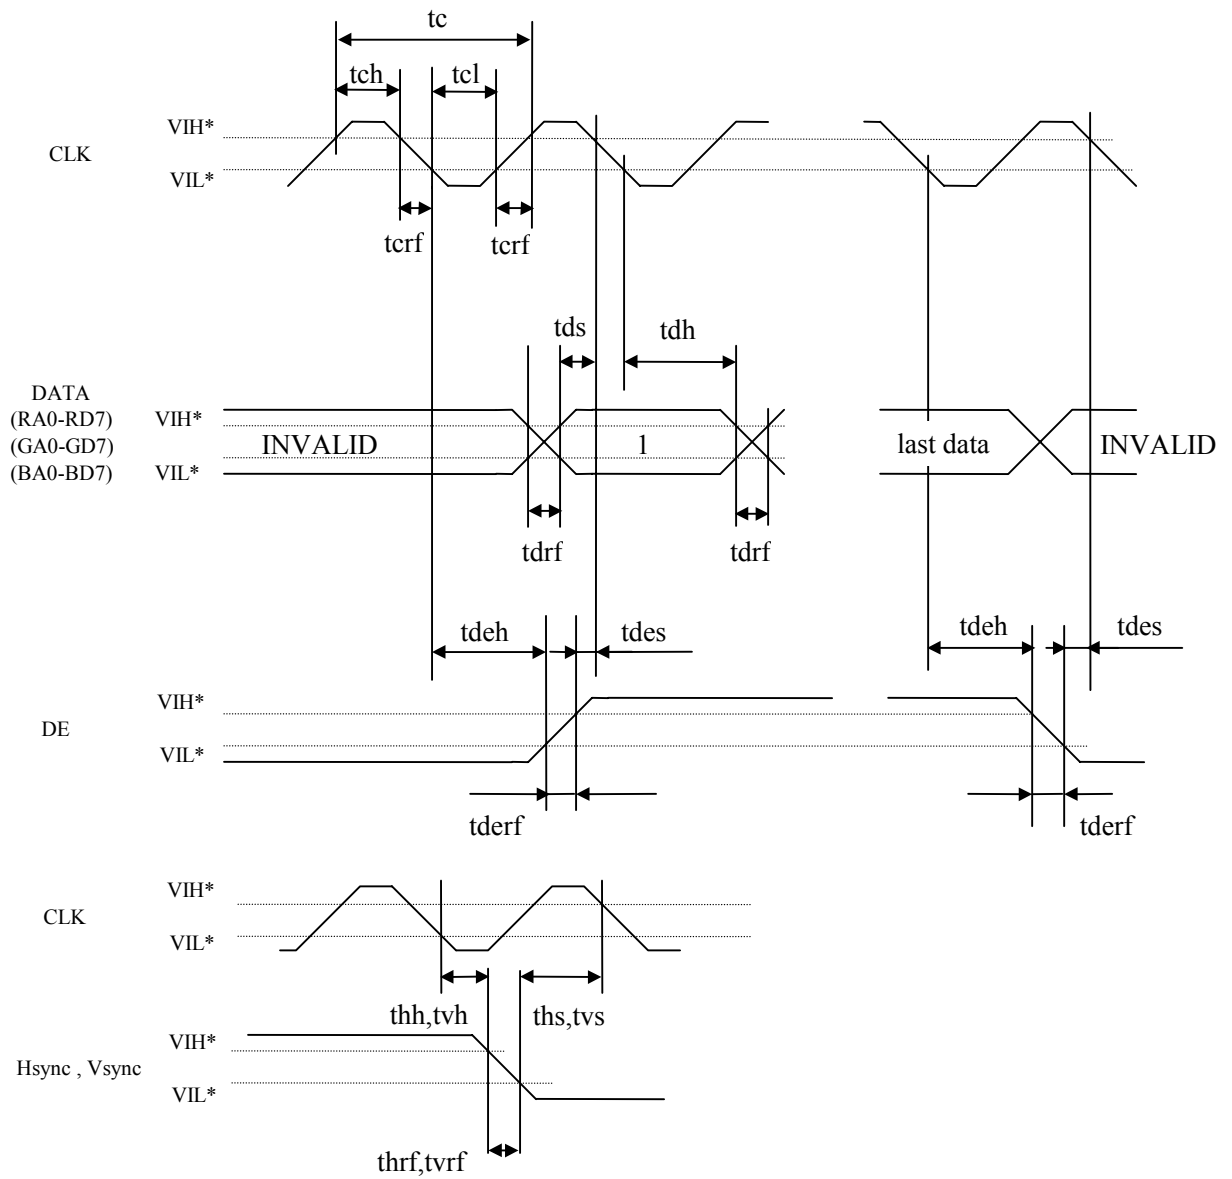 tc
tch tcl
VIH*
CLK
VIL*
tcrf tcrf
tds tdh
DATA
(RA0-RD7) VIH*
(GA0-GD7) INVALID 1 last data INVALID
(BA0-BD7) VIL*
tdrf tdrf
tdeh tdes tdeh tdes
VIH*
DE
VIL*
tderf tderf
VIH*
CLK
VIL*
thh,tvh ths,tvs
VIH*
Hsync , Vsync
VIL*
thrf,tvrf